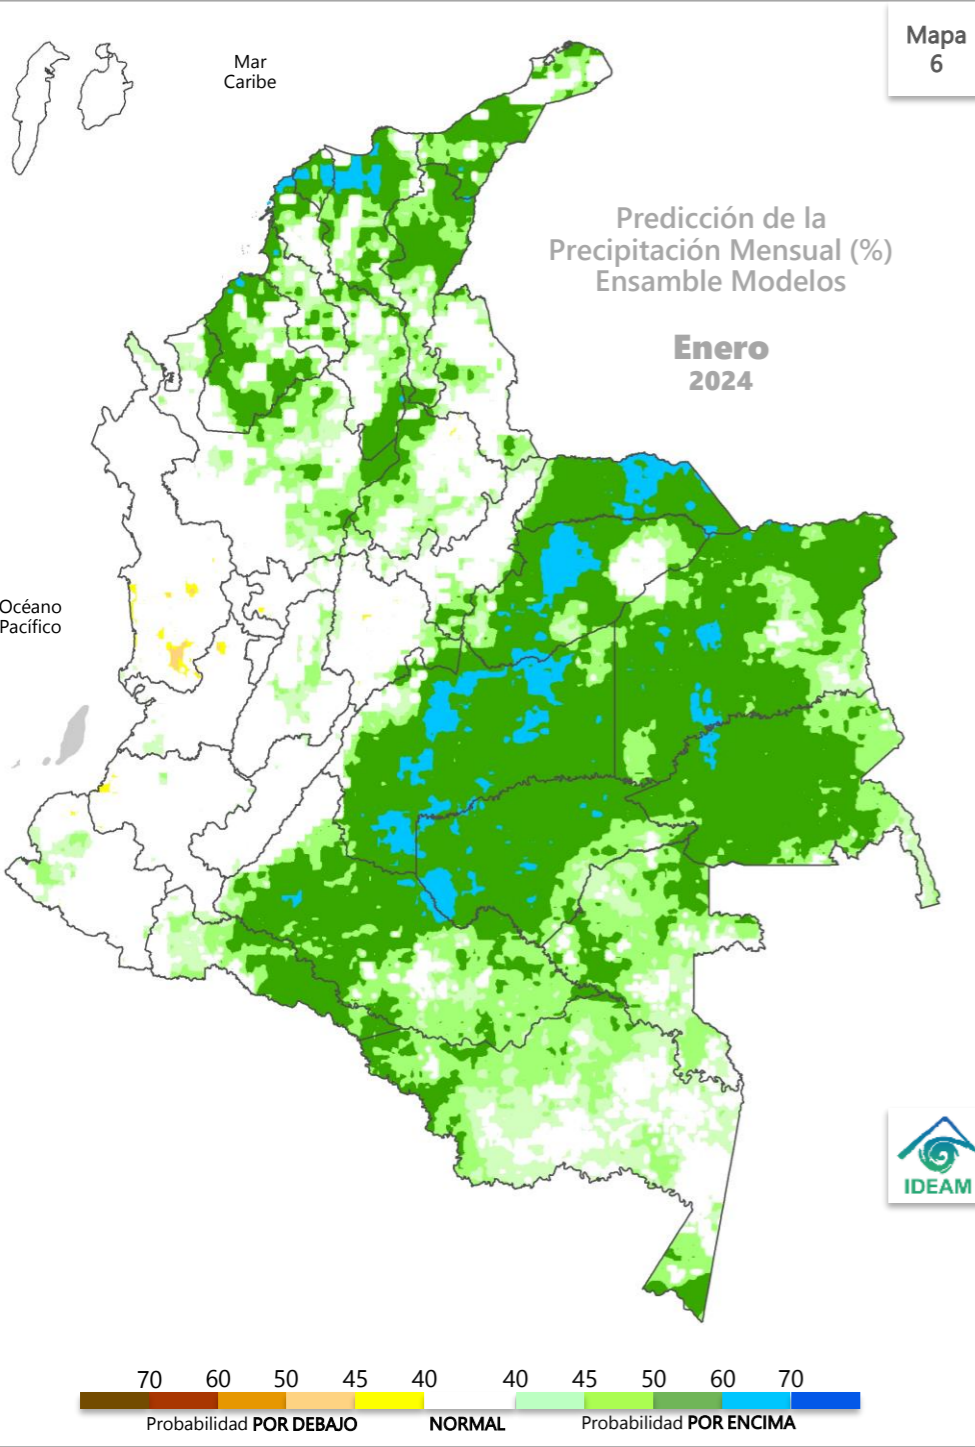 Mapa
6
Mar
Caribe
Predicción de la
Precipitación Mensual (%)
Ensamble Modelos
Enero
2024
Océano
Pacífico
IDEAM
70 60 50 45 40 40 45 50 60 70
Probabilidad POR DEBAJO NORMAL Probabilidad POR ENCIMA